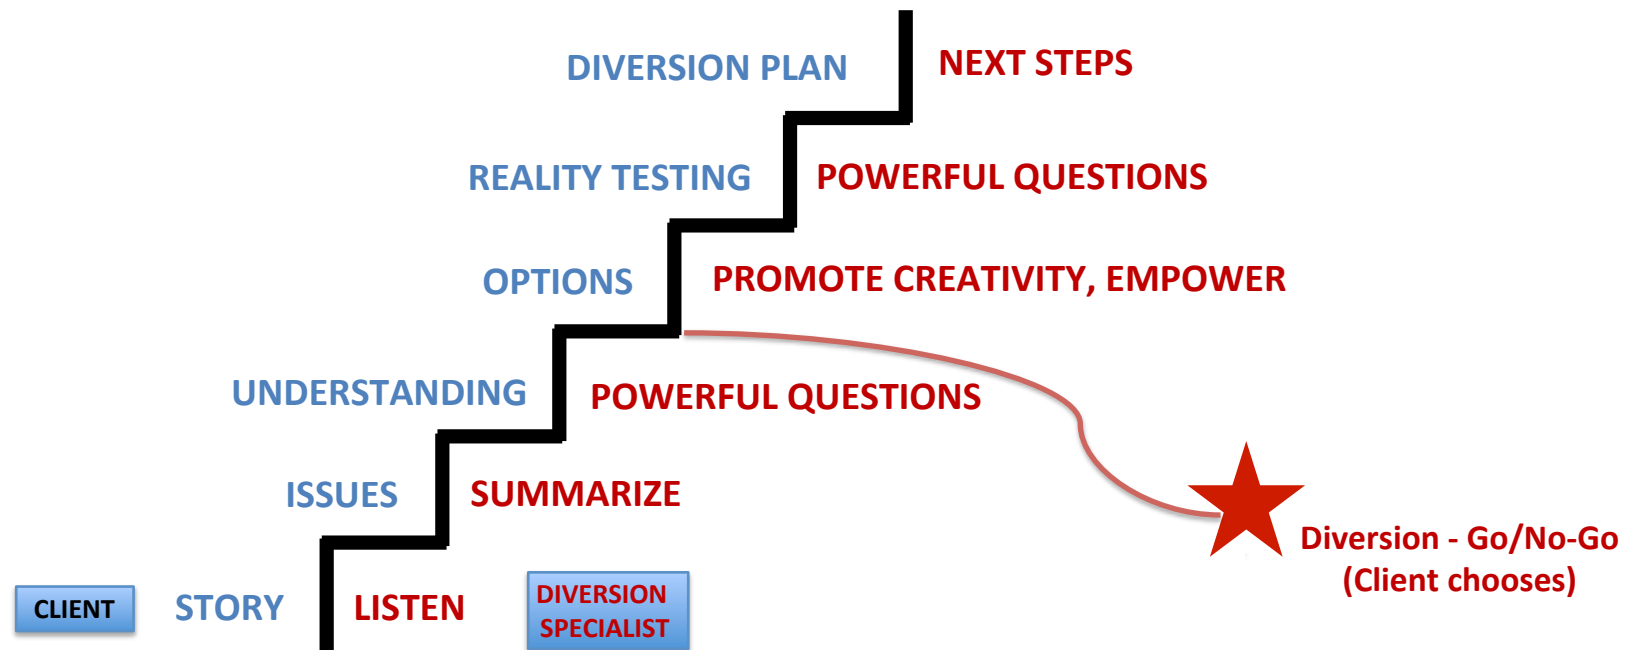 DIVERSION PLAN
NEXT STEPS
REALITY TESTING
POWERFUL QUESTIONS
OPTIONS
PROMOTE CREATIVITY, EMPOWER
UNDERSTANDING
POWERFUL QUESTIONS
ISSUES
SUMMARIZE
Diversion - Go/No-Go
(Client chooses)
CLIENT
STORY
LISTEN
DIVERSION
SPECIALIST